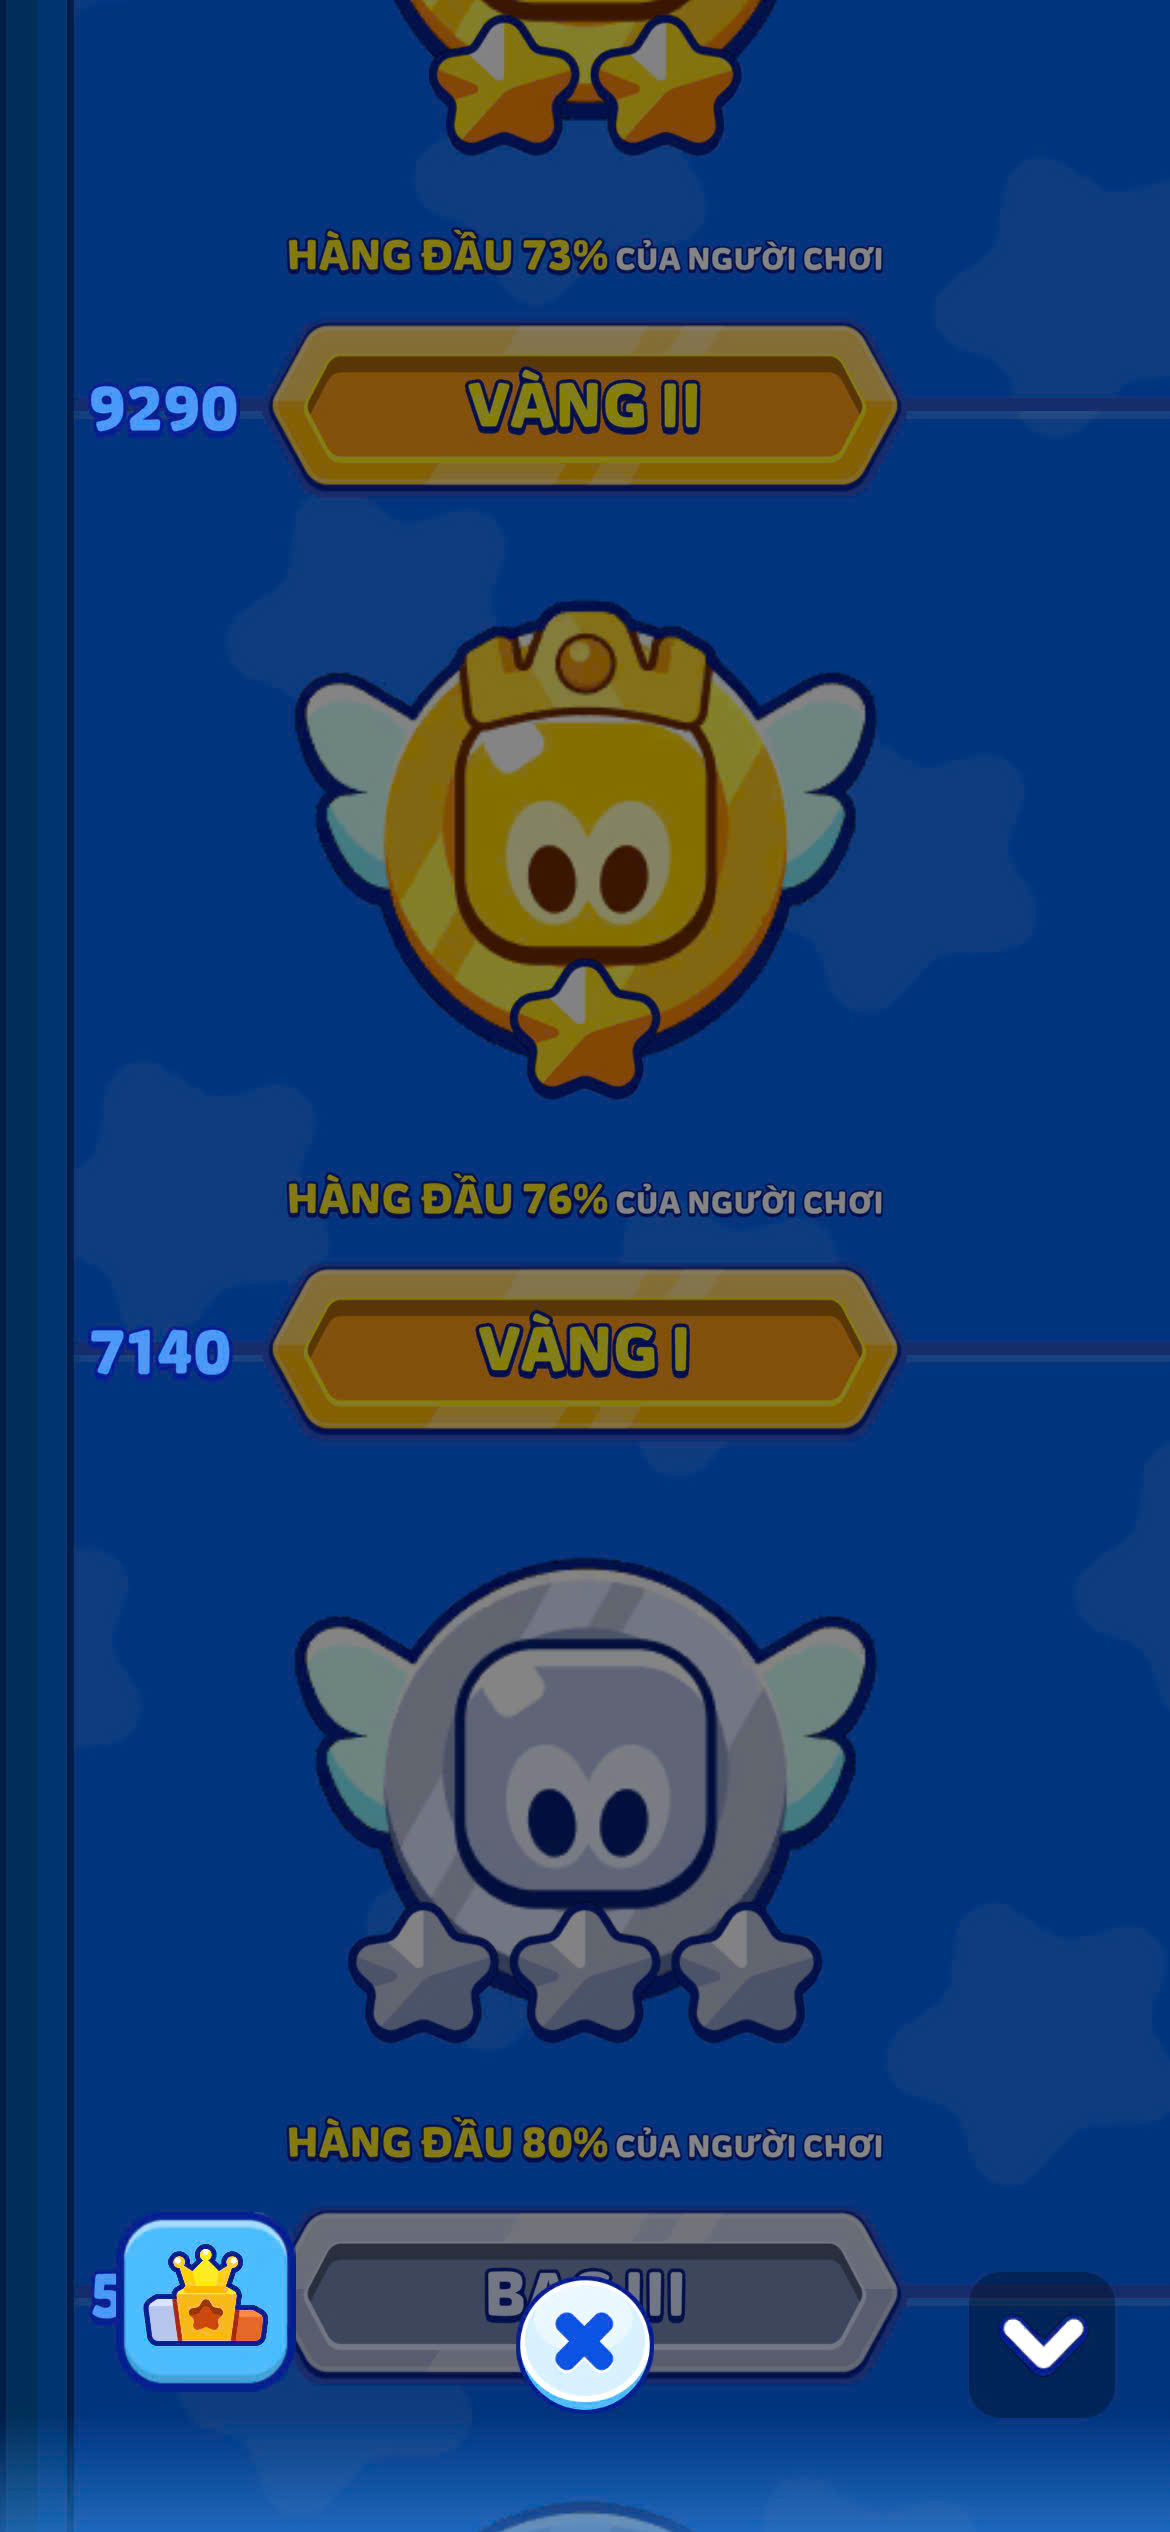 HÀNG ĐẦU 73% CỦA NGƯỜI CHƠI
9290 VÀNG II
HÀNG ĐẦU 76% CỦA NGƯỜI CHƠI
7140 VÀNG I
HÀNG ĐẦU 80% CỦA NGƯỜI CHƠI
III